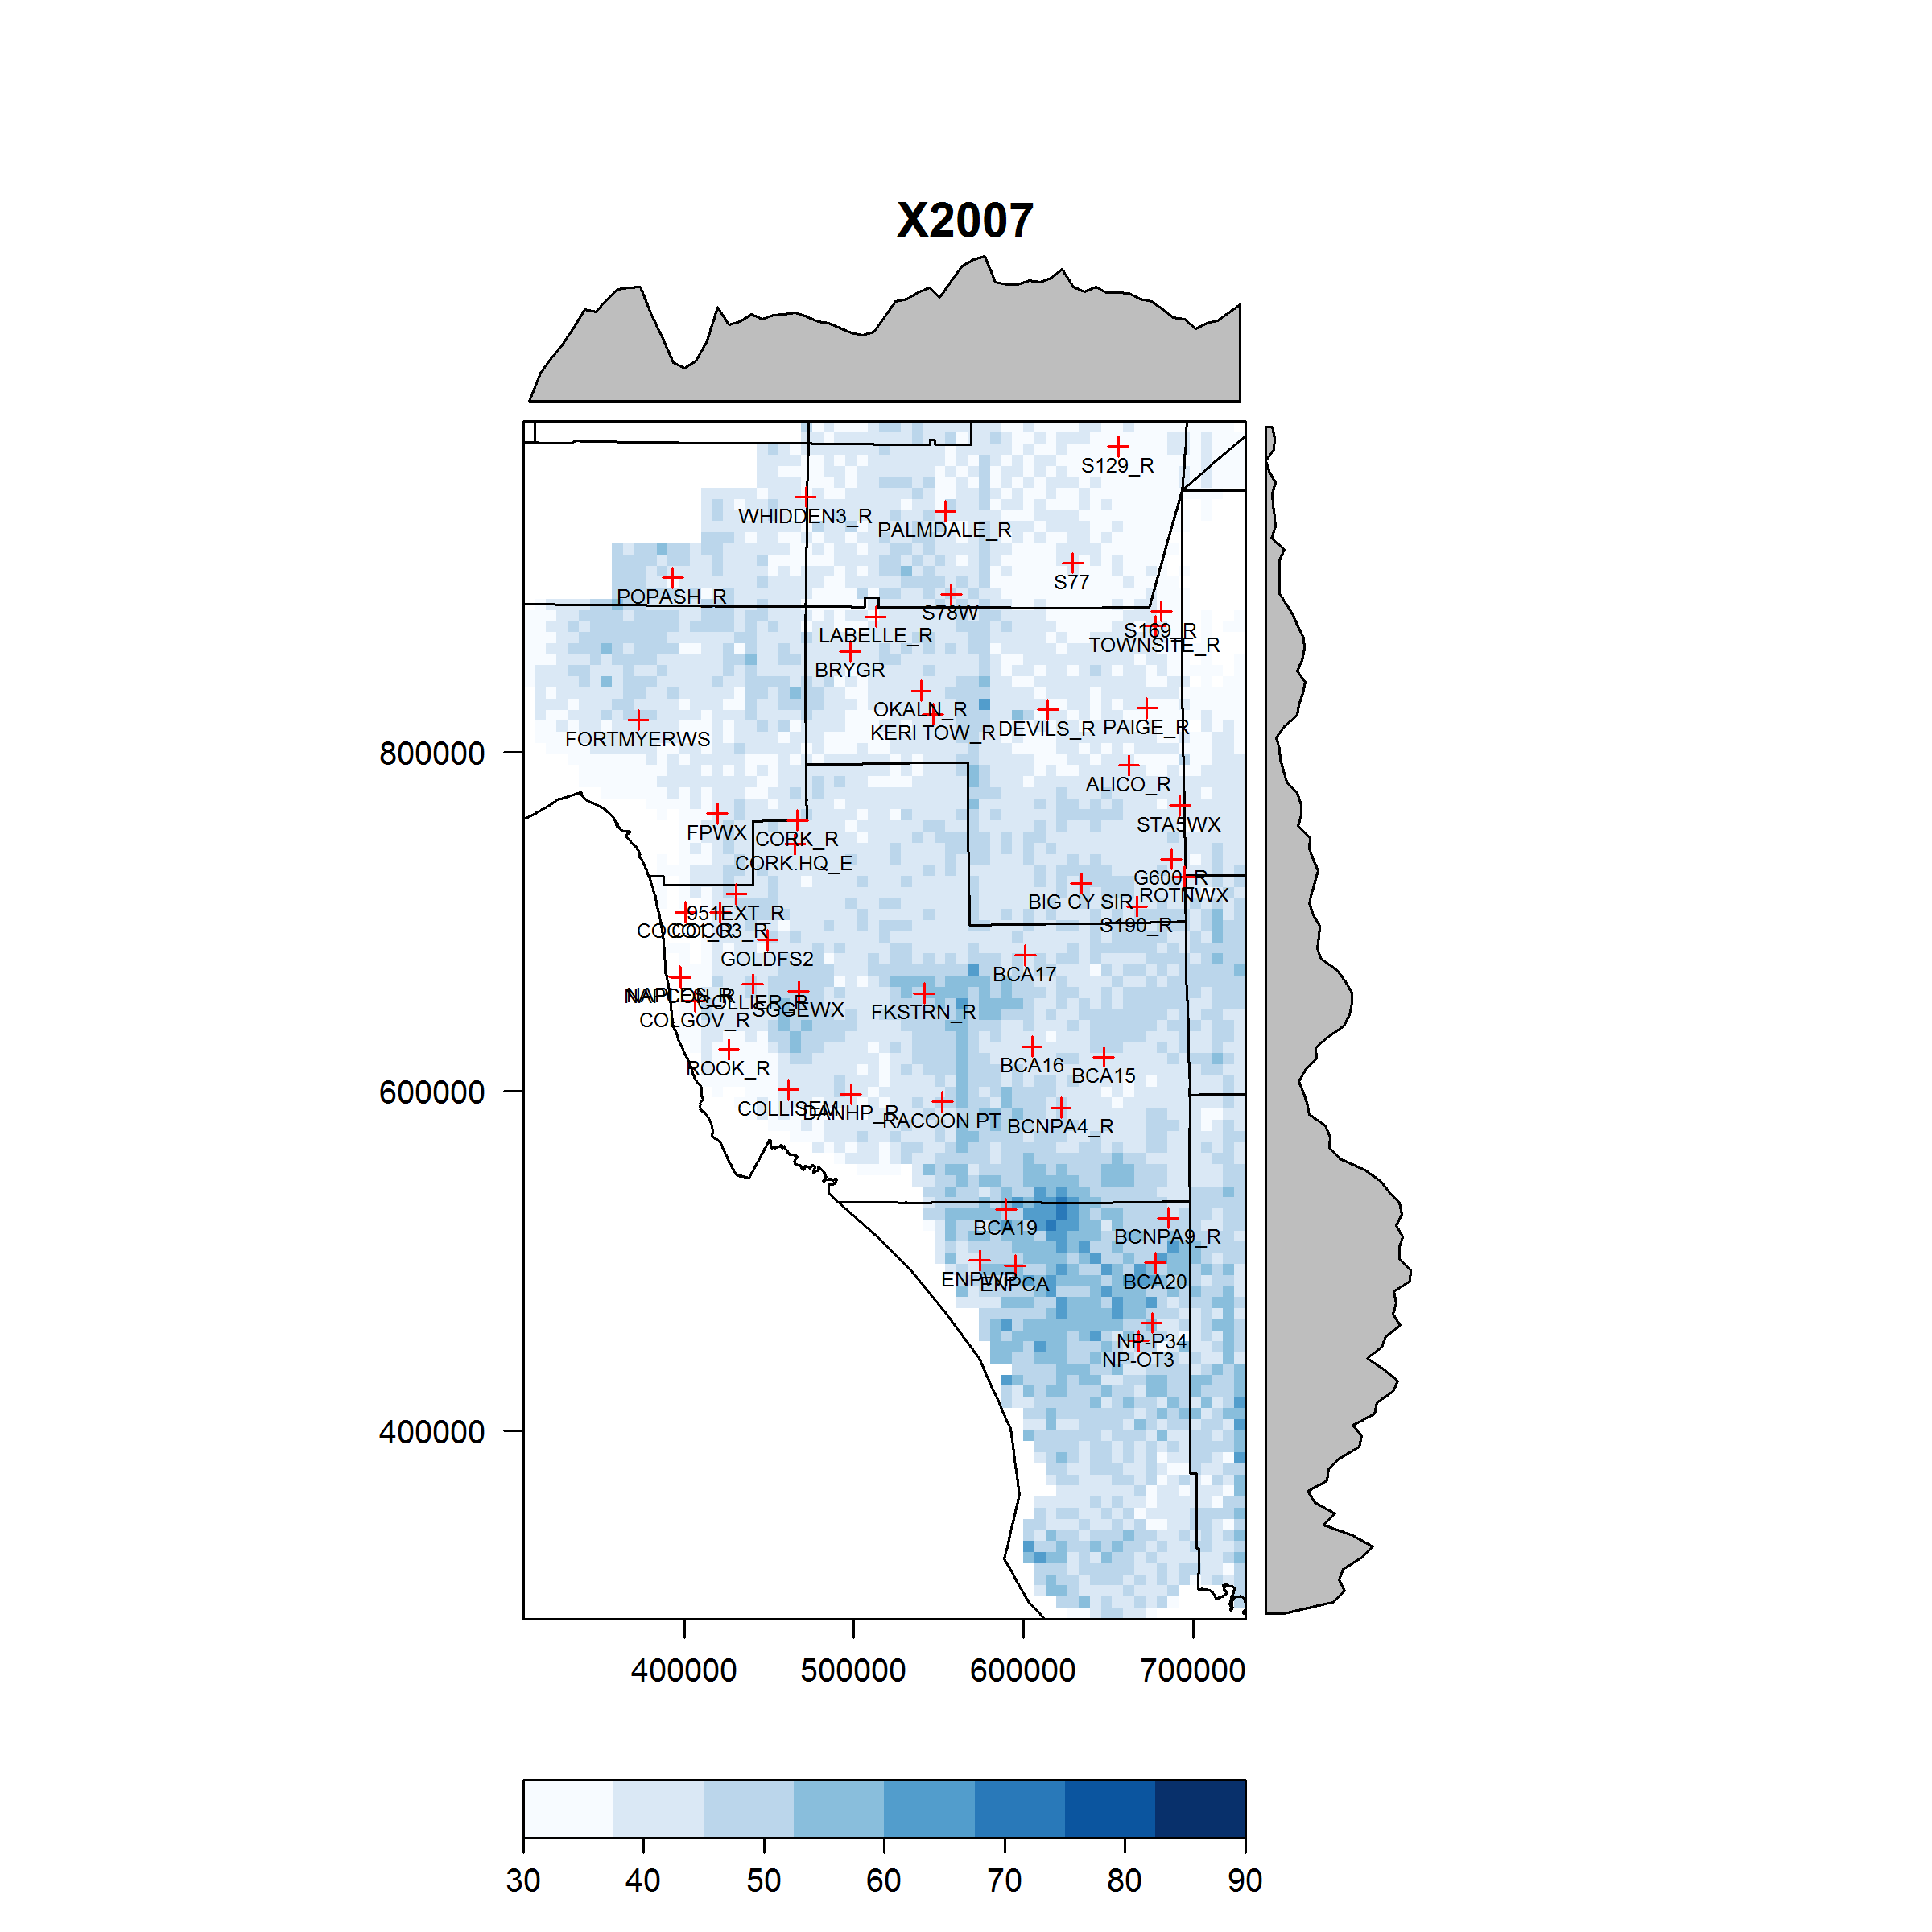 X2007
S129_R
WHIDDEN3_R
PALMDALE_R
S77
POPASH_R
S78W
LABELLE_R
S169_R
TOWNSITE_R
BRYGR
OKALN_R
KERI TOW_R
DEVILS_R
PAIGE_R
FORTMYERWS
800000
ALICO_R
STA5WX
FPWX
CORK_R
CORK.HQ_E
G600_R
ROTNWX
BIG CY SIR
951EXT_R
S190_R
COCO1_R
COCO3_R
GOLDFS2
BCA17
NAPLES_R
COLLIER_R
SGGEWX
FKSTRN_R
COLGOV_R
ROOK_R
BCA16
BCA15
600000
COLLISEM
DANHP_R
RACOON PT
BCNPA4_R
BCA19
BCNPA9_R
ENPWP
ENPCA
BCA20
NP-P34
NP-OT3
400000
400000 500000 600000 700000
30 40 50 60 70 80 90